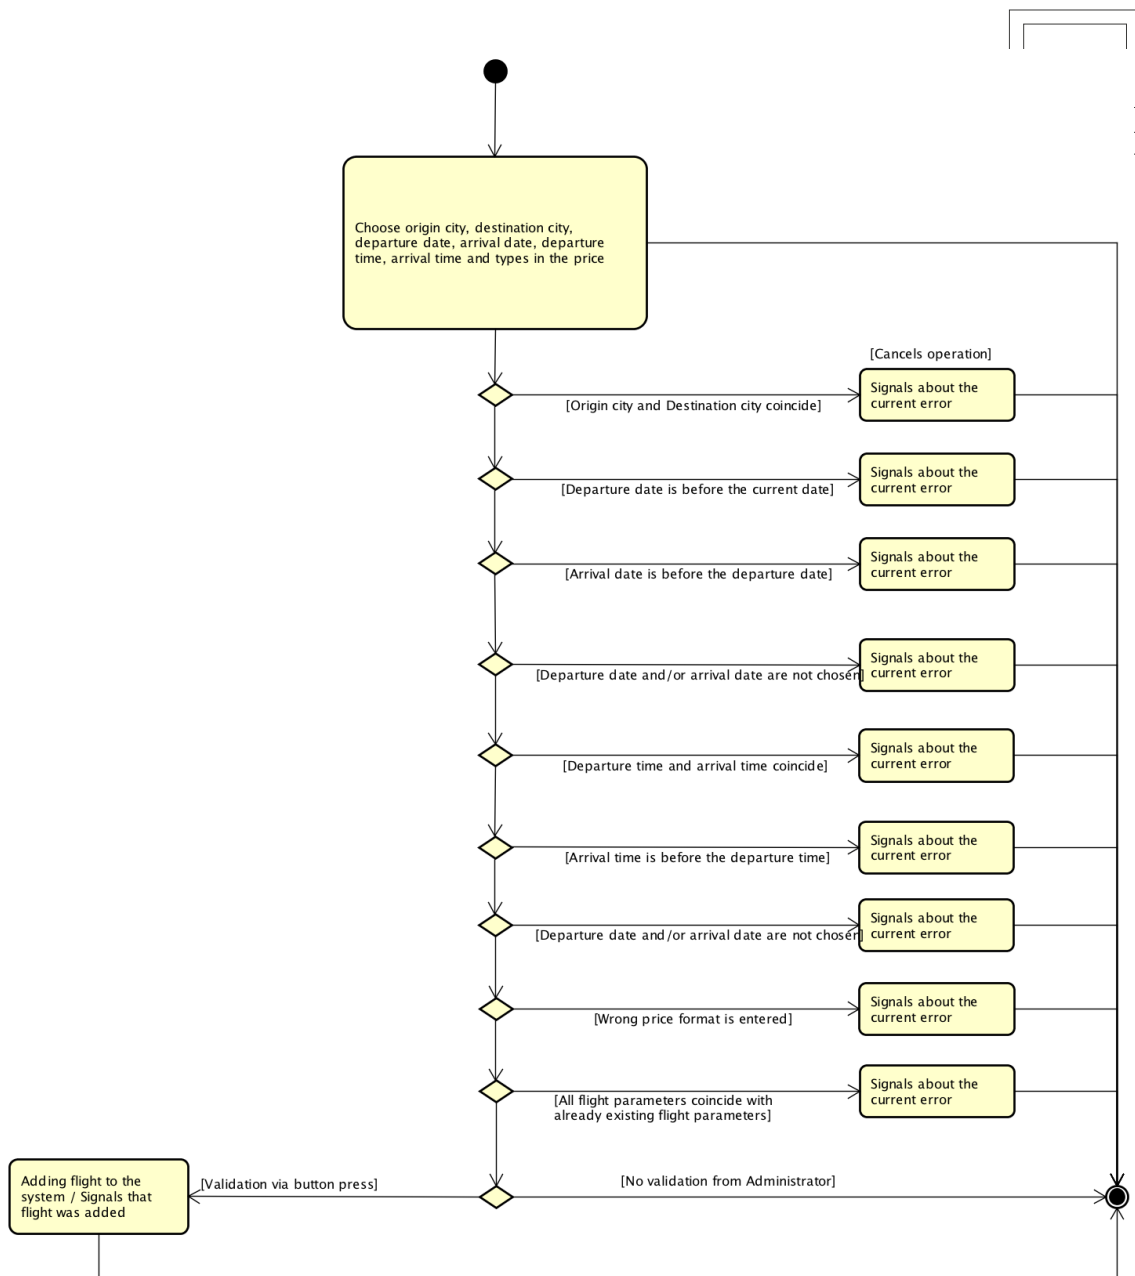 Choose origin city, destination city,
departure date, arrival date, departure
time, arrival time and types in the price
[Cancels operation]
Signals about the
current error
[Origin city and Destination city coincide]
Signals about the
current error
[Departure date is before the current date]
Signals about the
current error
[Arrival date is before the departure date]
Signals about the
current error
[Departure date and/or arrival date are not chosen]
Signals about the
current error
[Departure time and arrival time coincide]
Signals about the
current error
[Arrival time is before the departure time]
Signals about the
current error
[Departure date and/or arrival date are not chosen]
Signals about the
current error
[Wrong price format is entered]
Signals about the
current error
[All flight parameters coincide with
already existing flight parameters]
Adding flight to the
system / Signals that
flight was added
[Validation via button press]
[No validation from Administrator]